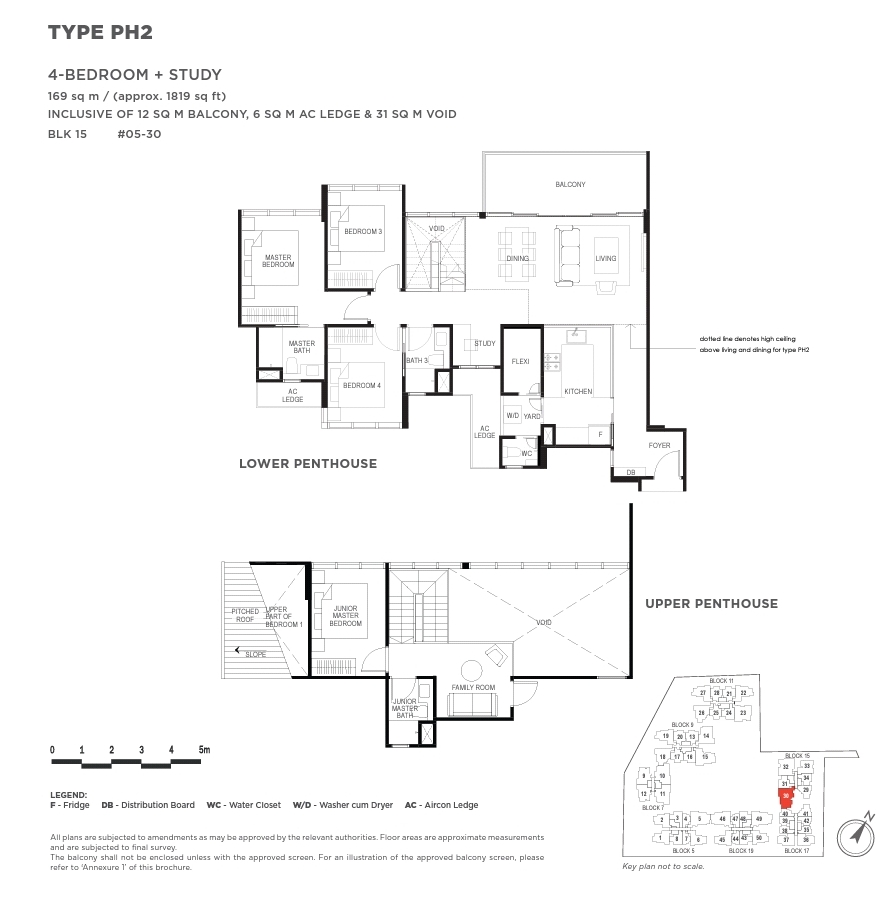 TYPE PH2
4-BEDROOM + STUDY
169 sq m / (approx. 1819 sq ft)
INCLUSIVE OF 12 SQ M BALCONY, 6 SQ M AC LEDGE & 31 SQ M VOID
BLK 15 #05-30
BALCONY
BEDROOM 3
VOID
MASTER
BEDROOM
DINING
LIVING
dotted line denotes high ceiling
above living and dining for type PH2
MASTER
BATH
STUDY
BATH 3
FLEXI
BEDROOM 4
KITCHEN
AC
LEDGE
W/D YARD
AC
LEDGE
F
WC
FOYER
DB
LOWER PENTHOUSE
UPPER PENTHOUSE
PITCHED
ROOF
UPPER
PART OF
BEDROOM 1
JUNIOR
MASTER
BEDROOM
VOID
SLOPE
FAMILY ROOM
JUNIOR
MASTER
BATH
BLOCK 11
27 28 21 22
26 25 24 23
BLOCK 9
19 20 13 14
18 17 16 15
BLOCK 15
32 33
31 34
30 29
9 10
12 11
BLOCK 7
2 3 4 5
1 8 7 6
BLOCK 5
46 47 48 49
45 44 43 50
BLOCK 19
40 41
39 42
38 35
37 36
BLOCK 17
N
Key plan not to scale.
0 1 2 3 4 5m
LEGEND:
F - Fridge DB - Distribution Board WC - Water Closet W/D - Washer cum Dryer AC - Aircon Ledge
All plans are subjected to amendments as may be approved by the relevant authorities. Floor areas are approximate measurements
and are subjected to final survey.
The balcony shall not be enclosed unless with the approved screen. For an illustration of the approved balcony screen, please
refer to 'Annexure 1' of this brochure.